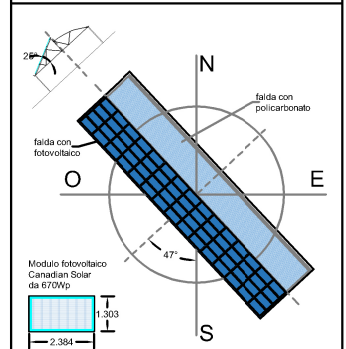 25°
N
falda con
policarbonato
falda con
fotovoltaico
O
E
47°
Modulo fotovoltaico
Canadian Solar
da 670Wp
1.303
2.384
S